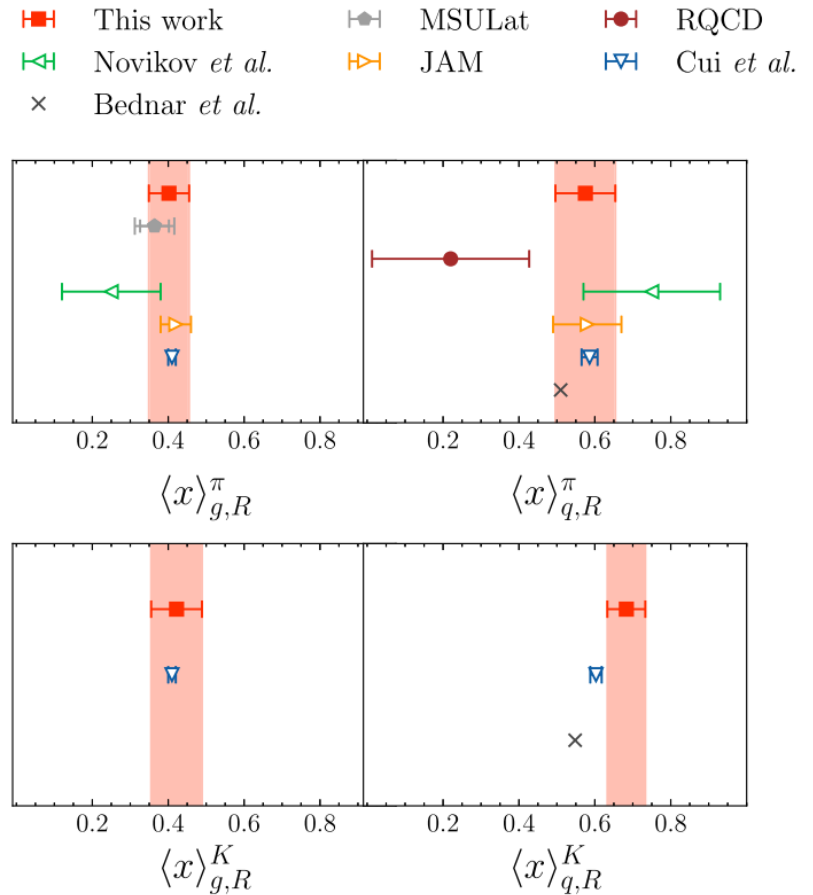 This work MSULat RQCD
Novikov et al. JAM Cui et al.
Bednar et al.
0.2 0.4 0.6 0.8 0.2 0.4 0.6 0.8
⟨x⟩^π_{g,R} ⟨x⟩^π_{q,R}
0.2 0.4 0.6 0.8 0.2 0.4 0.6 0.8
⟨x⟩^K_{g,R} ⟨x⟩^K_{q,R}